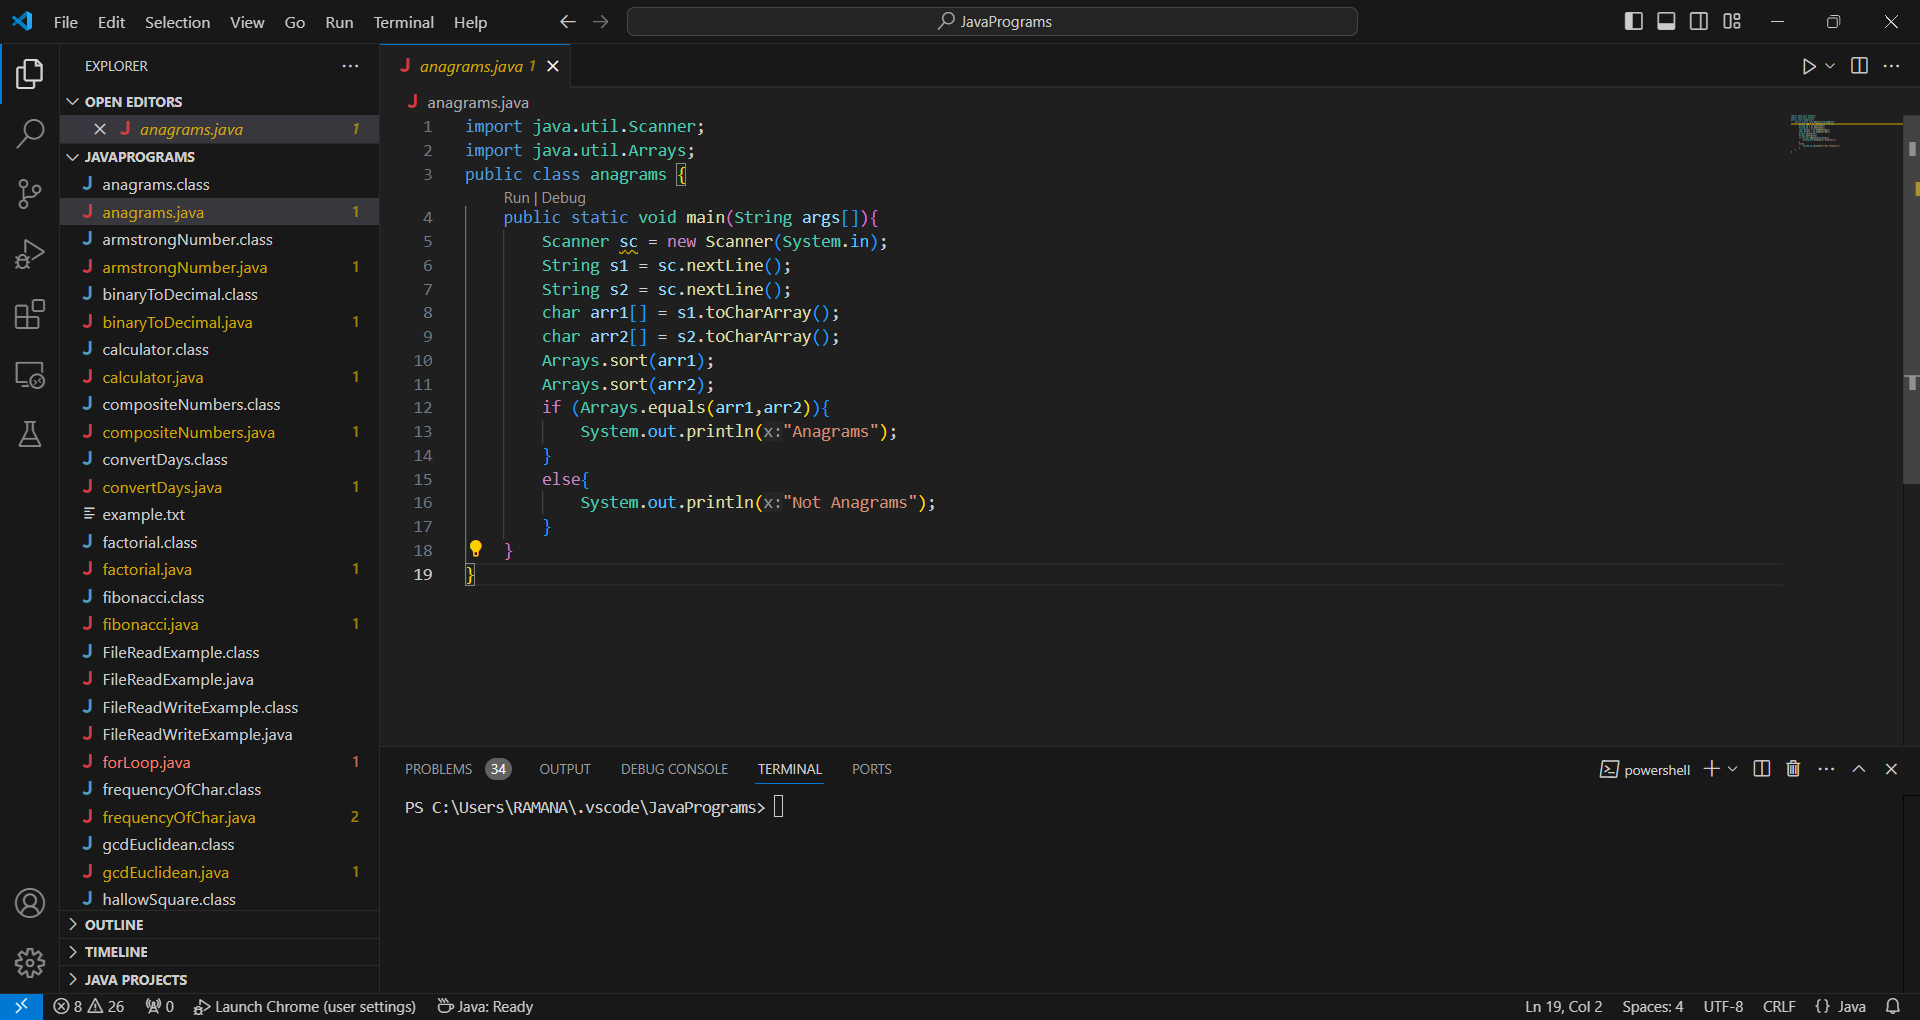 File Edit Selection View Go Run Terminal Help
JavaPrograms
EXPLORER
OPEN EDITORS
anagrams.java 1
JAVAPROGRAMS
anagrams.class
anagrams.java 1
armstrongNumber.class
armstrongNumber.java 1
binaryToDecimal.class
binaryToDecimal.java 1
calculator.class
calculator.java 1
compositeNumbers.class
compositeNumbers.java 1
convertDays.class
convertDays.java 1
example.txt
factorial.class
factorial.java 1
fibonacci.class
fibonacci.java 1
FileReadExample.class
FileReadExample.java
FileReadWriteExample.class
FileReadWriteExample.java
forLoop.java 1
frequencyOfChar.class
frequencyOfChar.java 2
gcdEuclidean.class
gcdEuclidean.java 1
hallowSquare.class
OUTLINE
TIMELINE
JAVA PROJECTS
anagrams.java 1
anagrams.java
1 import java.util.Scanner;
2 import java.util.Arrays;
3 public class anagrams {
Run | Debug
4 public static void main(String args[]){
5 Scanner sc = new Scanner(System.in);
6 String s1 = sc.nextLine();
7 String s2 = sc.nextLine();
8 char arr1[] = s1.toCharArray();
9 char arr2[] = s2.toCharArray();
10 Arrays.sort(arr1);
11 Arrays.sort(arr2);
12 if (Arrays.equals(arr1,arr2)){
13 System.out.println(x:"Anagrams");
14 }
15 else{
16 System.out.println(x:"Not Anagrams");
17 }
18 }
19 }
PROBLEMS 34 OUTPUT DEBUG CONSOLE TERMINAL PORTS
powershell
PS C:\Users\RAMANA\.vscode\JavaPrograms>
8 26 0 Launch Chrome (user settings) Java: Ready
Ln 19, Col 2 Spaces: 4 UTF-8 CRLF {} Java